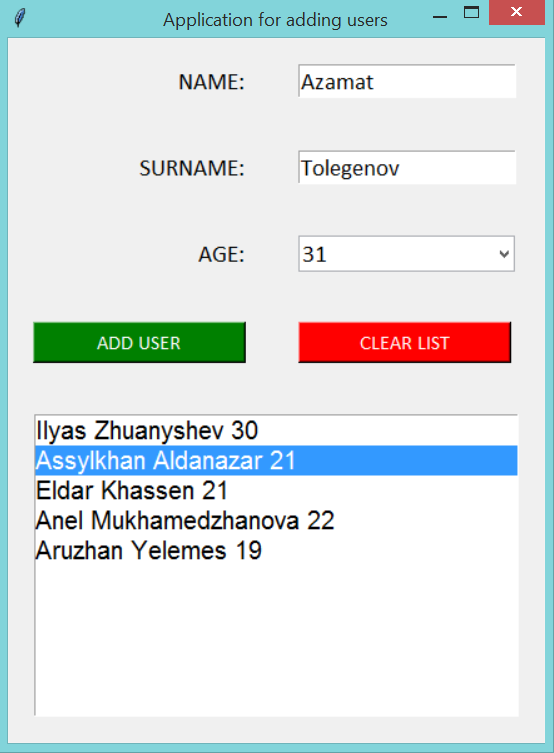 Application for adding users
NAME: Azamat
SURNAME: Tolegenov
AGE: 31
ADD USER CLEAR LIST
Ilyas Zhuanyshev 30
Assylkhan Aldanazar 21
Eldar Khassen 21
Anel Mukhamedzhanova 22
Aruzhan Yelemes 19